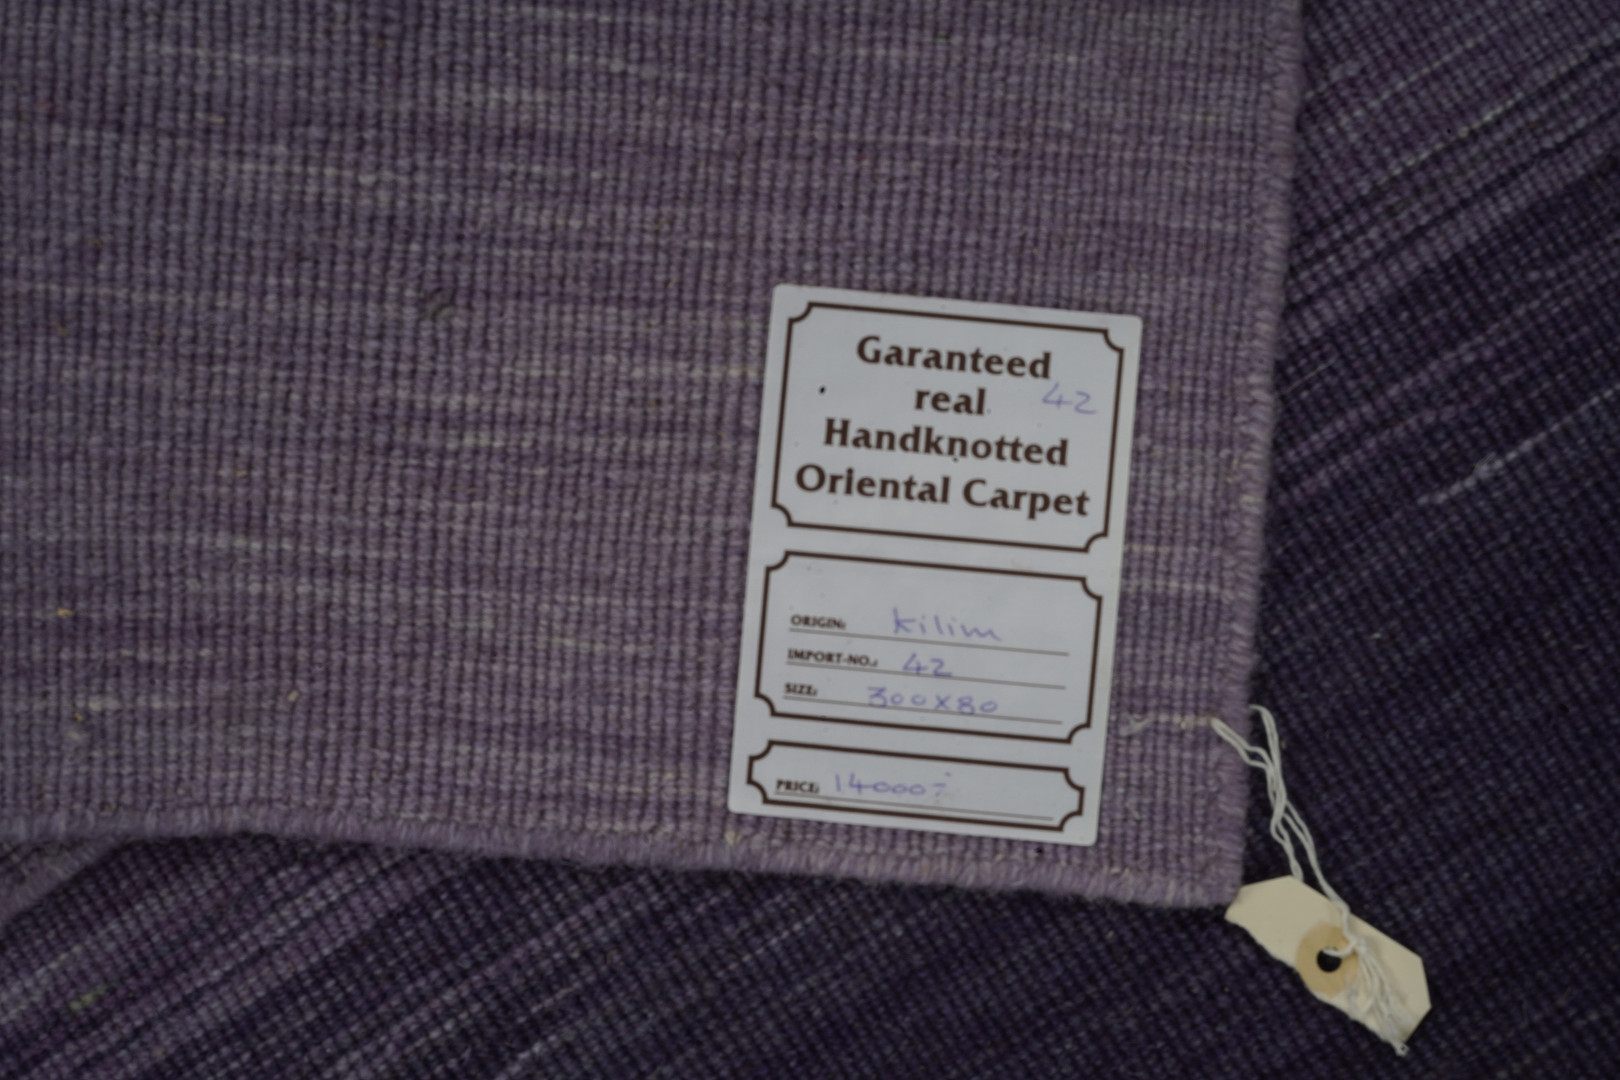 Garanteed
real 42
Handknotted
Oriental Carpet
ORIGIN: kilim
IMPORT-NO.: 42
SIZE: 300x80
PRICE: 14000:-